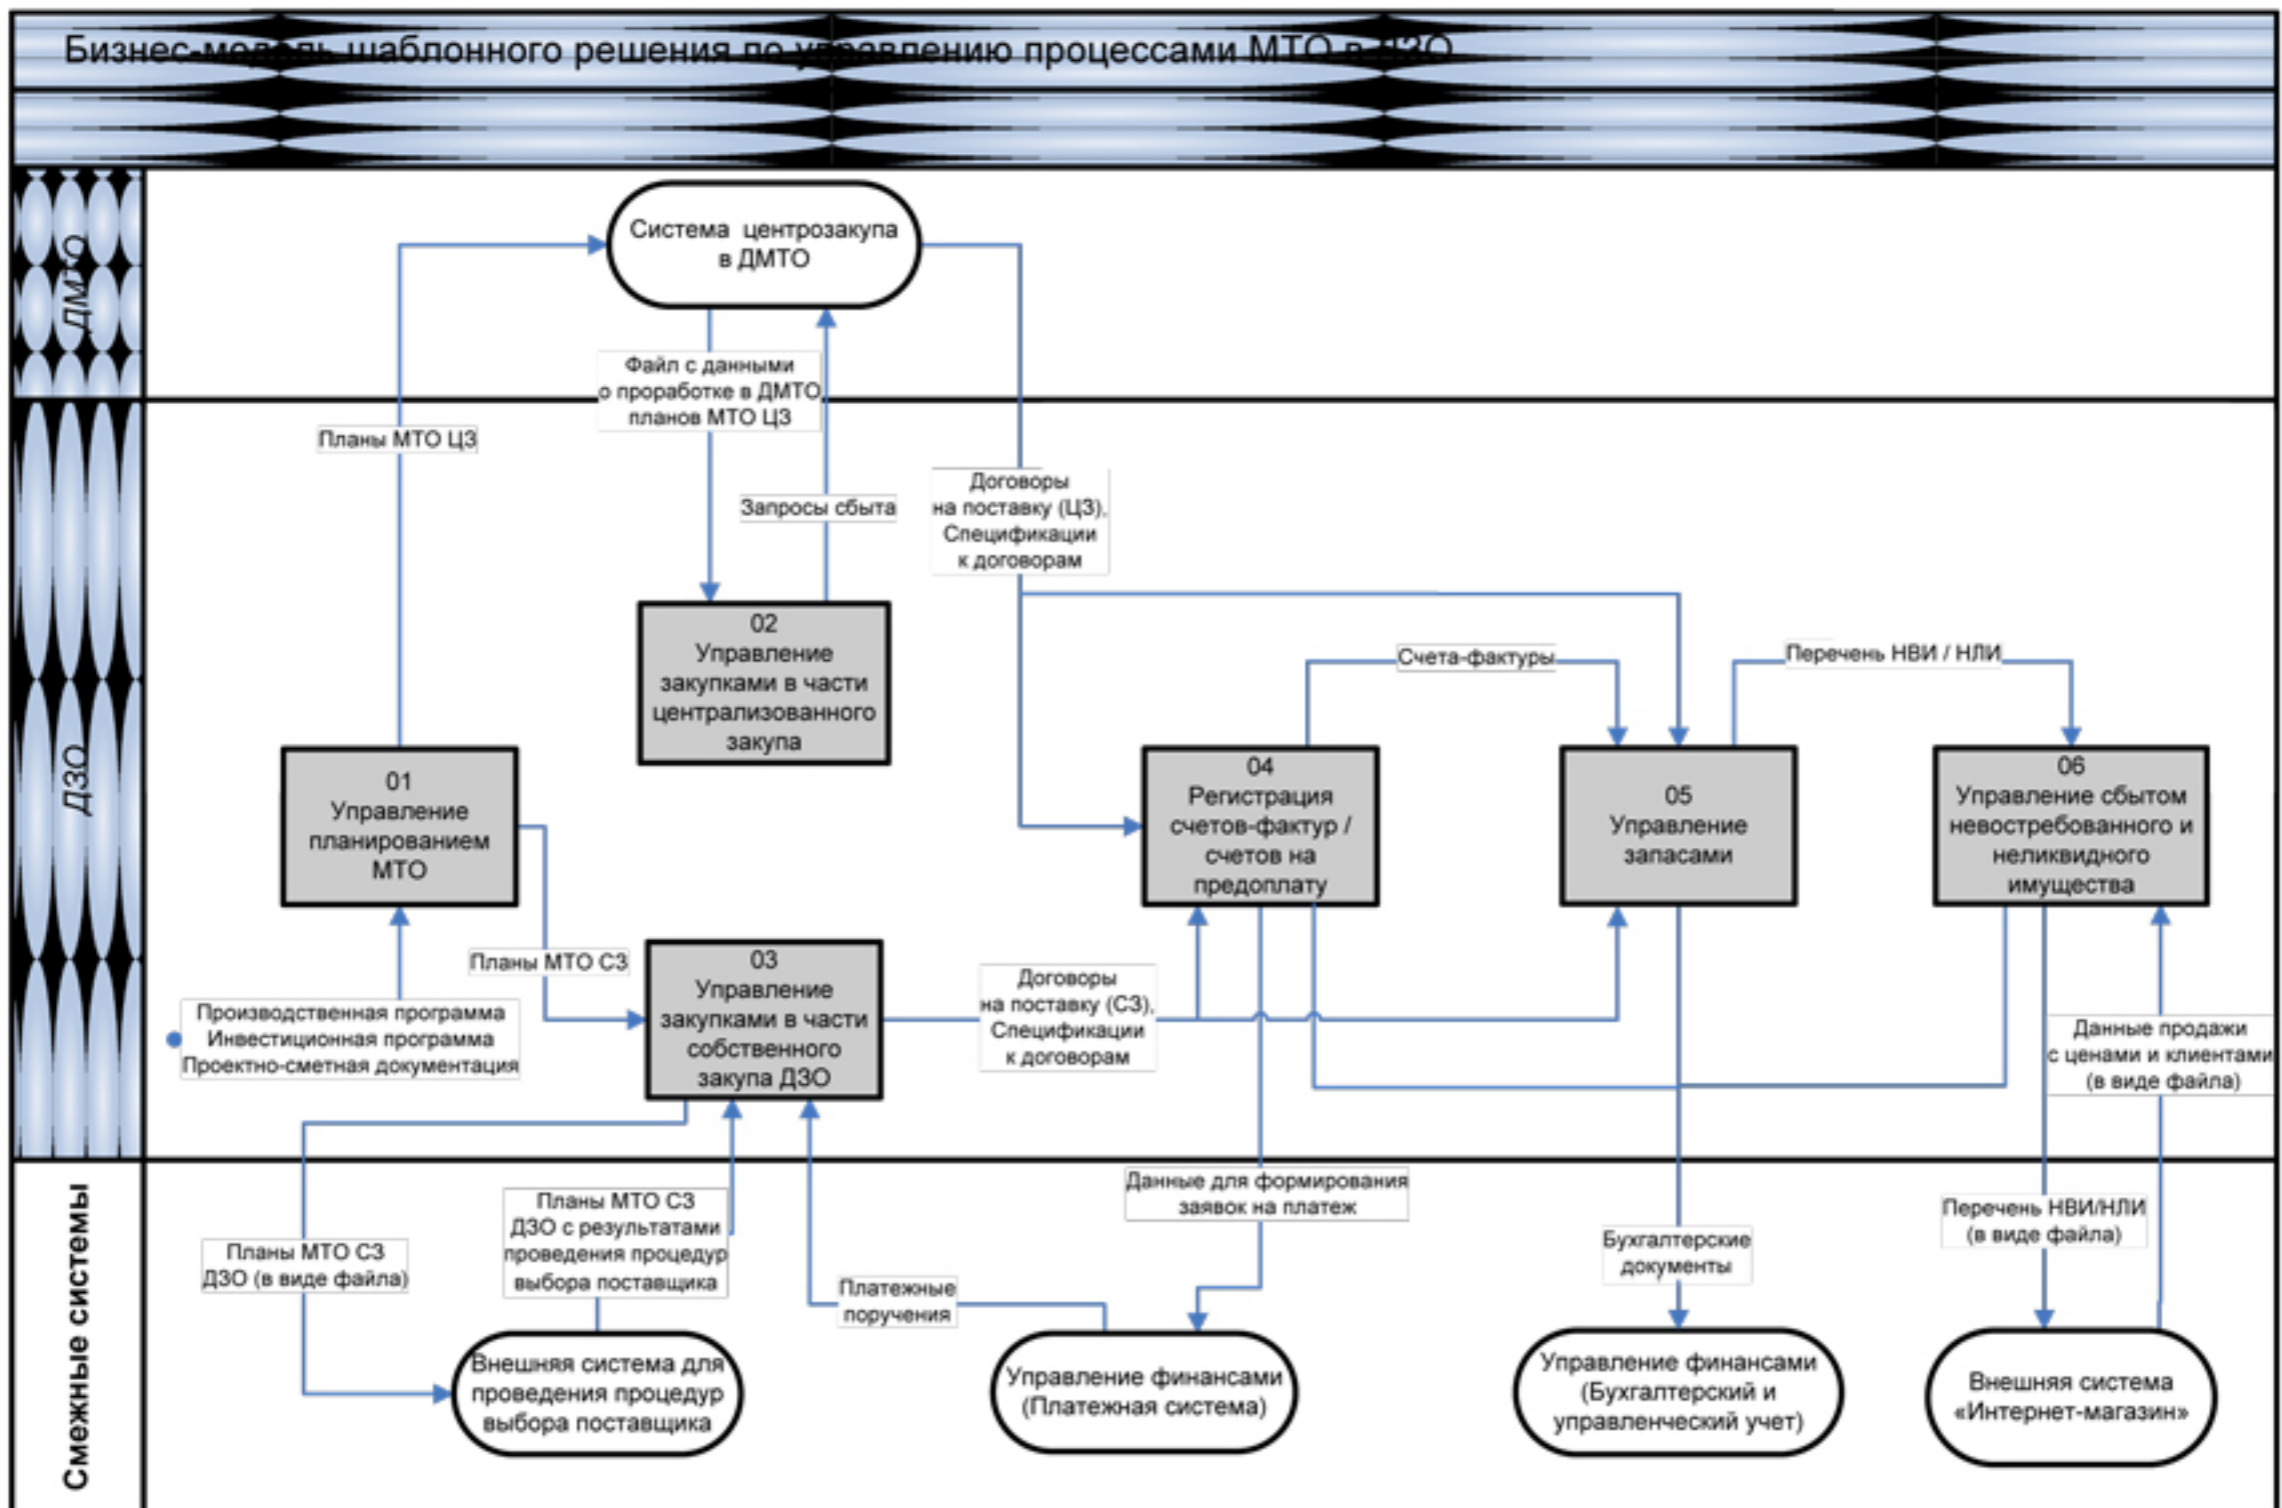 Бизнес-модель шаблонного решения по управлению процессами МТО в ДЗО
ДМТО
Система центрозакупа
в ДМТО
Файл с данными
о проработке в ДМТО
планов МТО ЦЗ
Планы МТО ЦЗ
Запросы сбыта
Договоры
на поставку (ЦЗ),
Спецификации
к договорам
ДЗО
02
Управление
закупками в части
централизованного
закупа
Счета-фактуры
Перечень НВИ / НЛИ
01
Управление
планированием
МТО
04
Регистрация
счетов-фактур /
счетов на
предоплату
05
Управление
запасами
06
Управление сбытом
невостребованного и
неликвидного
имущества
Планы МТО СЗ
03
Управление
закупками в части
собственного
закупа ДЗО
Договоры
на поставку (СЗ),
Спецификации
к договорам
Производственная программа
Инвестиционная программа
Проектно-сметная документация
Данные продажи
с ценами и клиентами
(в виде файла)
Смежные системы
Планы МТО СЗ
ДЗО (в виде файла)
Планы МТО СЗ
ДЗО с результатами
проведения процедур
выбора поставщика
Платежные
поручения
Данные для формирования
заявок на платеж
Бухгалтерские
документы
Перечень НВИ/НЛИ
(в виде файла)
Внешняя система для
проведения процедур
выбора поставщика
Управление финансами
(Платежная система)
Управление финансами
(Бухгалтерский и
управленческий учет)
Внешняя система
«Интернет-магазин»